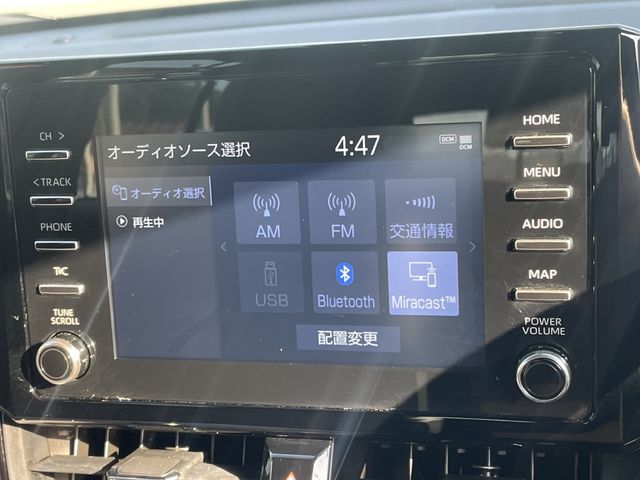 CH >
< TRACK
PHONE
T/C
TUNE
SCROLL
オーディオソース選択
4:47
DCM
DCM
オーディオ選択
再生中
AM
FM
交通情報
USB
Bluetooth
Miracast™
配置変更
HOME
MENU
AUDIO
MAP
POWER
VOLUME